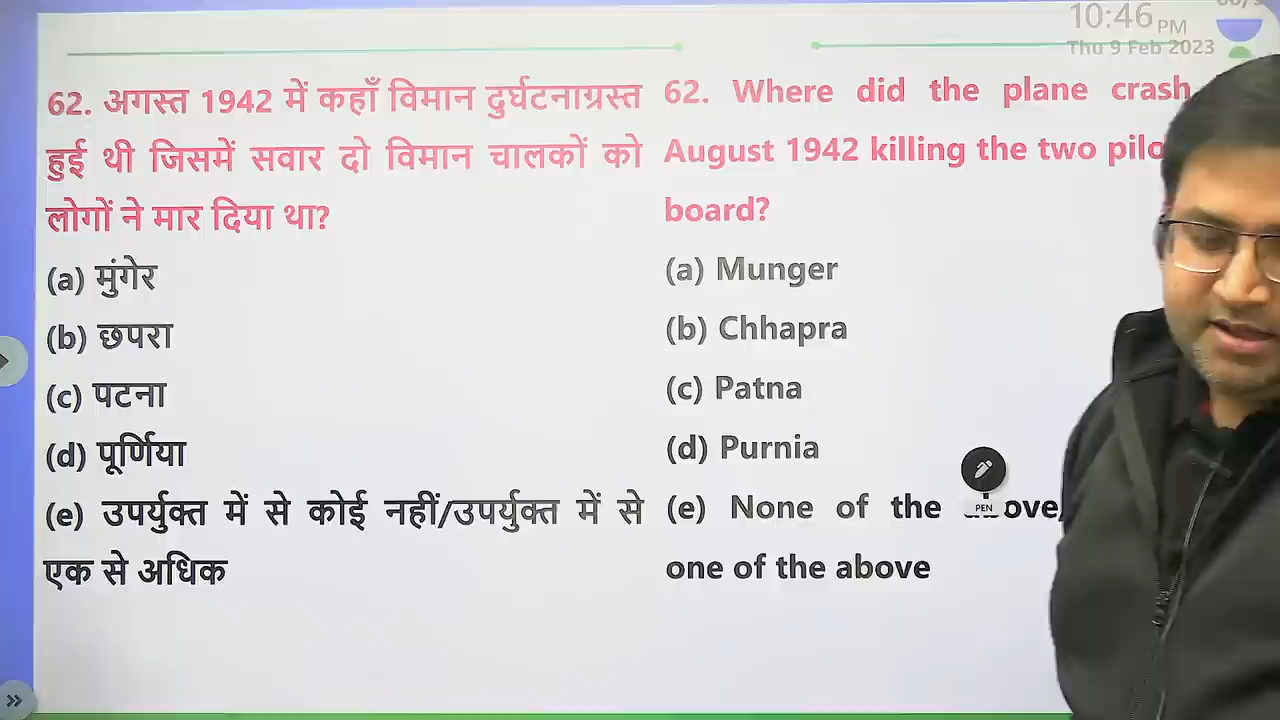 10:46 PM
Thu 9 Feb 2023
62. अगस्त 1942 में कहाँ विमान दुर्घटनाग्रस्त
हुई थी जिसमें सवार दो विमान चालकों को
लोगों ने मार दिया था?
(a) मुंगेर
(b) छपरा
(c) पटना
(d) पूर्णिया
(e) उपर्युक्त में से कोई नहीं/उपर्युक्त में से
एक से अधिक
62. Where did the plane crash
August 1942 killing the two
board?
(a) Munger
(b) Chhapra
(c) Patna
(d) Purnia
(e) None of the
one of the above
PEN